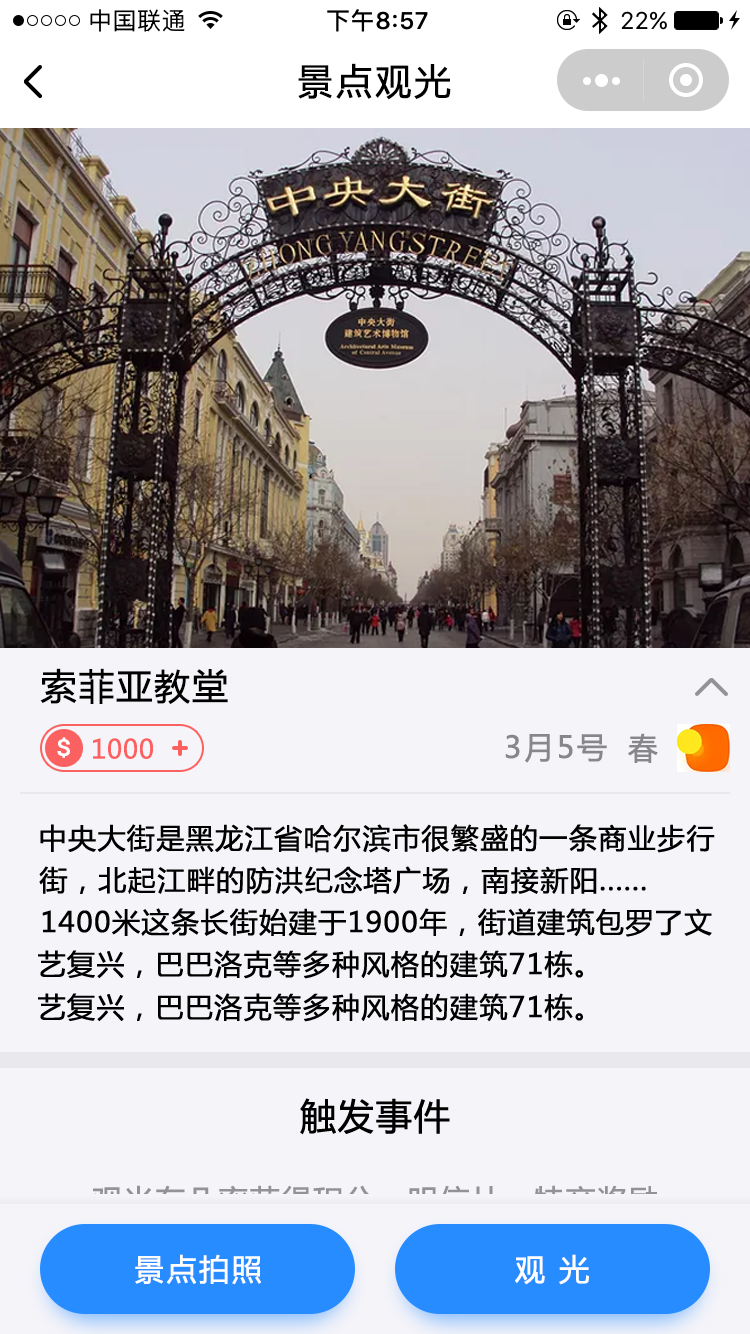 中国联通
下午8:57
22%
景点观光
中央大街
ZHONG YANG STREET
中央大街
建筑艺术博物馆
Architectural Arts Museum
of Central Avenue
索菲亚教堂
$ 1000 +
3月5号 春
中央大街是黑龙江省哈尔滨市很繁盛的一条商业步行
街，北起江畔的防洪纪念塔广场，南接新阳......
1400米这条长街始建于1900年，街道建筑包罗了文
艺复兴，巴巴洛克等多种风格的建筑71栋。
艺复兴，巴巴洛克等多种风格的建筑71栋。
触发事件
景点拍照
观 光